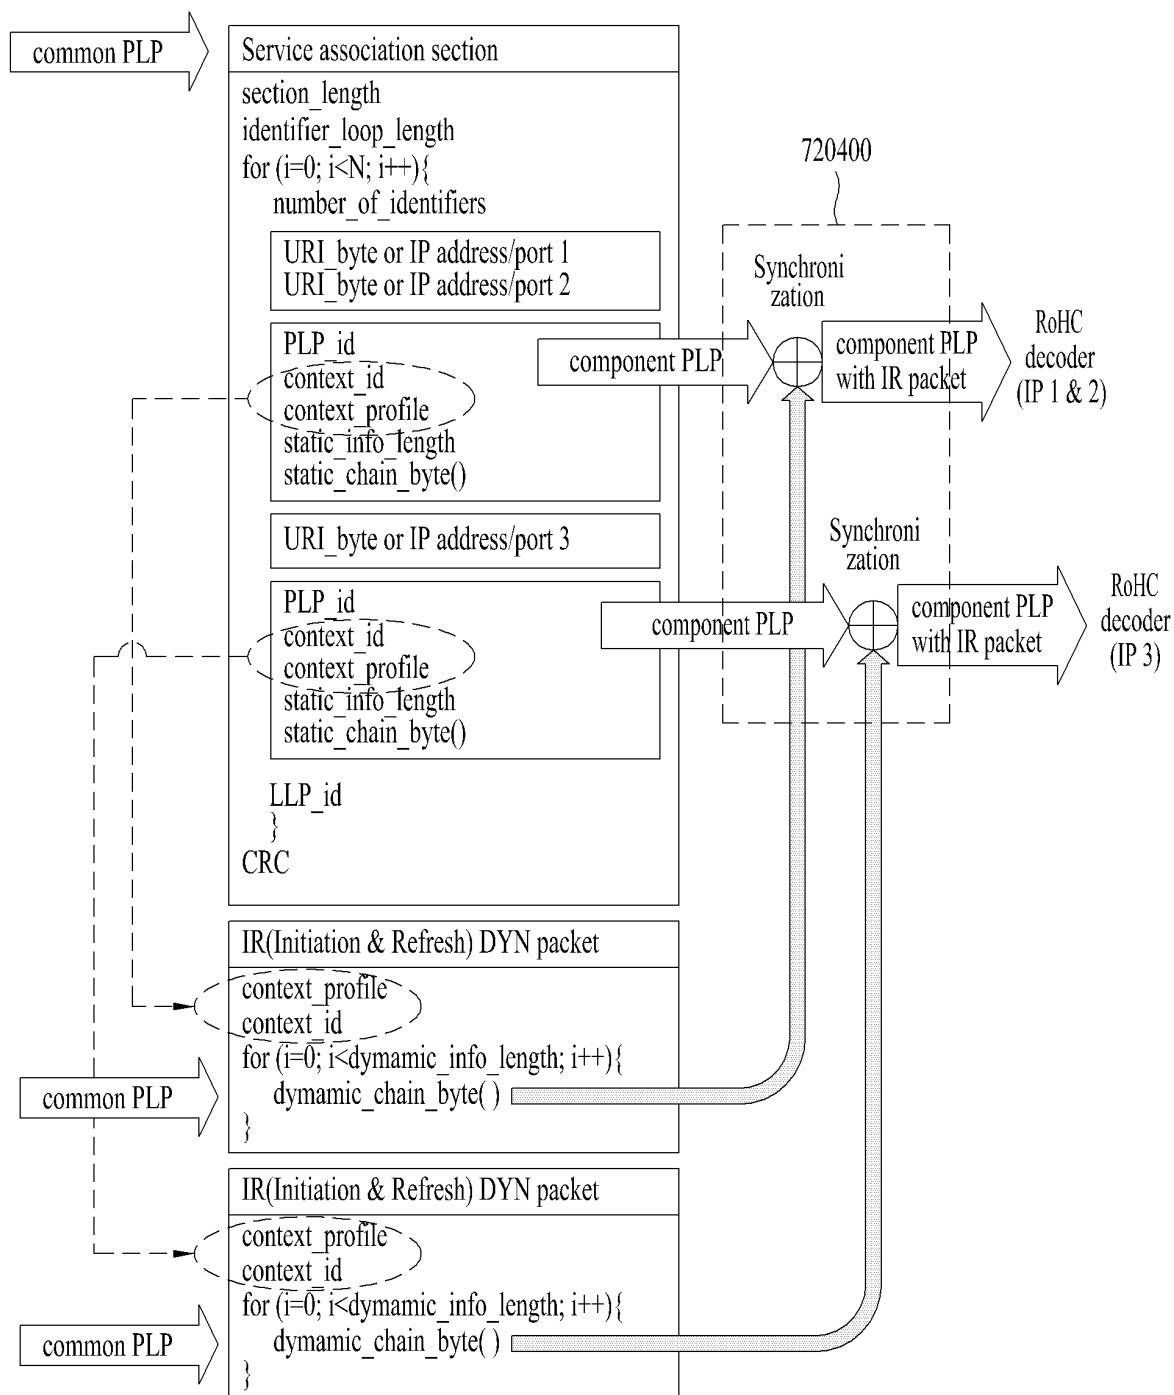 common PLP
Service association section
section_length
identifier_loop_length
for (i=0; i<N; i++){
number_of_identifiers
URI_byte or IP address/port 1
URI_byte or IP address/port 2
PLP_id
context_id
context_profile
static_info_length
static_chain_byte()
URI_byte or IP address/port 3
PLP_id
context_id
context_profile
static_info_length
static_chain_byte()
LLP_id
}
CRC
720400
Synchroni
zation
component PLP
component PLP
with IR packet
RoHC
decoder
(IP 1 & 2)
Synchroni
zation
component PLP
component PLP
with IR packet
RoHC
decoder
(IP 3)
IR(Initiation & Refresh) DYN packet
context_profile
context_id
for (i=0; i<dymamic_info_length; i++){
dymamic_chain_byte( )
}
common PLP
IR(Initiation & Refresh) DYN packet
context_profile
context_id
for (i=0; i<dymamic_info_length; i++){
dymamic_chain_byte( )
}
common PLP